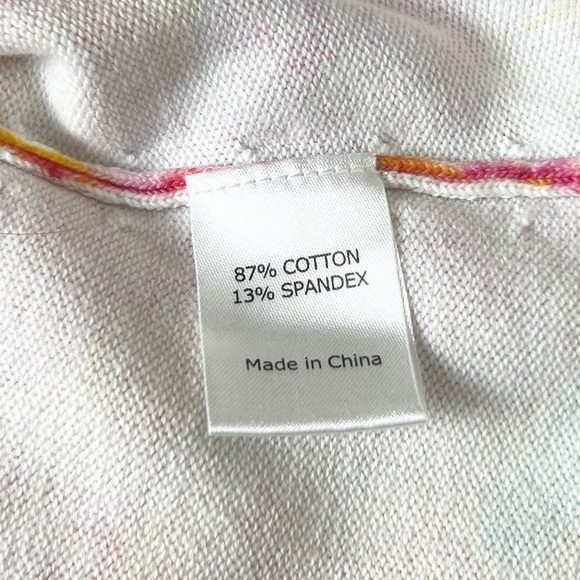 87% COTTON
13% SPANDEX
Made in China